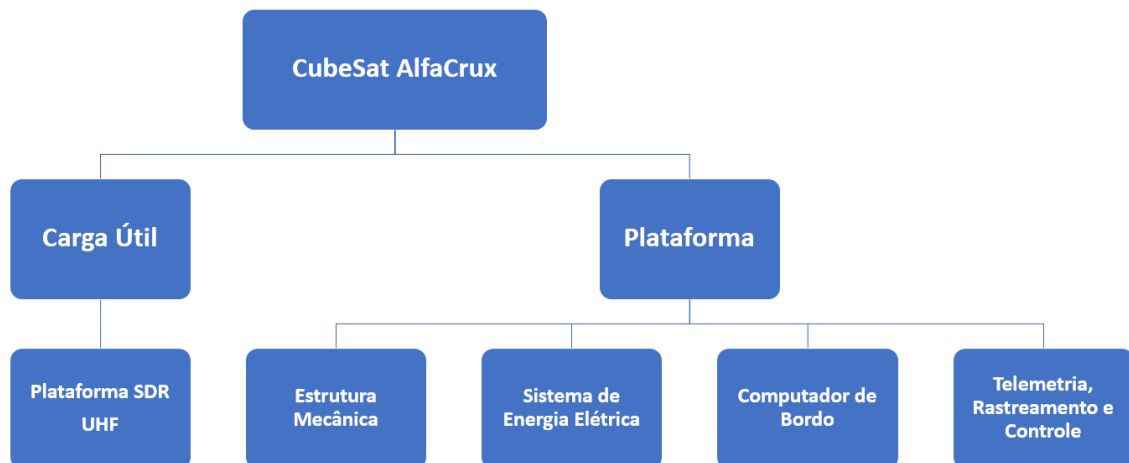 CubeSat AlfaCrux
Carga Útil
Plataforma
Plataforma SDR
UHF
Estrutura
Mecânica
Sistema de
Energia Elétrica
Computador de
Bordo
Telemetria,
Rastreamento e
Controle